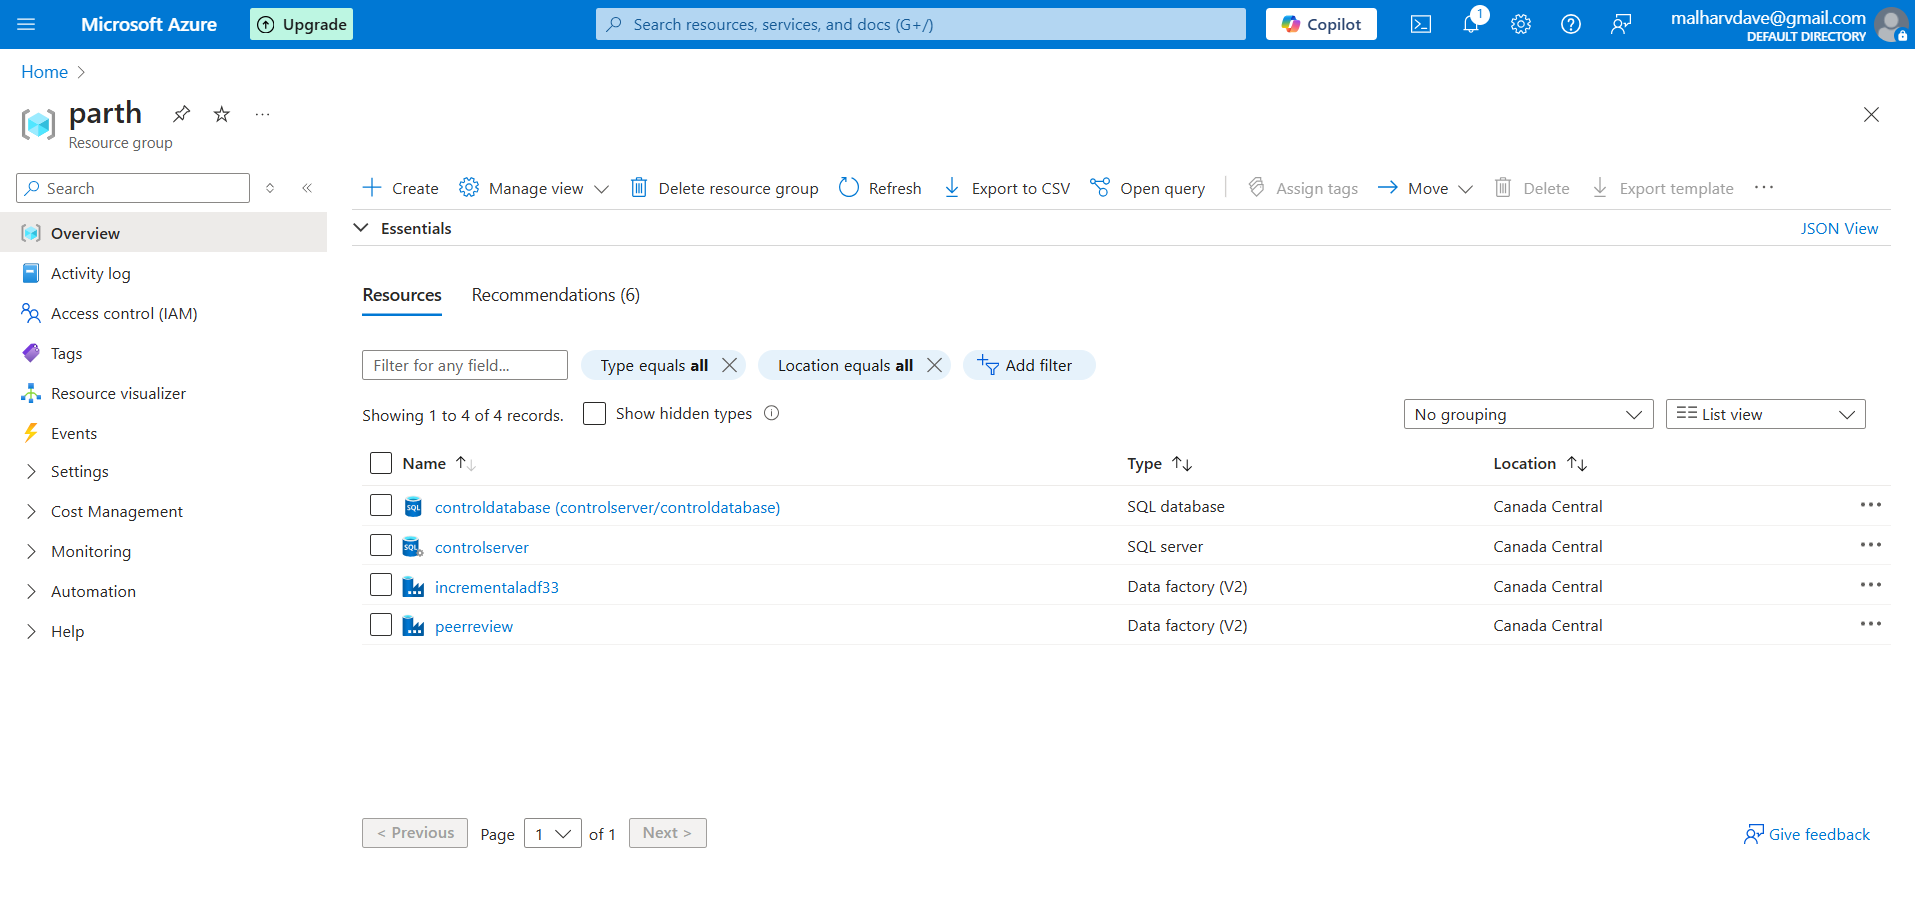 Microsoft Azure
Upgrade
Search resources, services, and docs (G+/)
Copilot
1
malharvdave@gmail.com
DEFAULT DIRECTORY
Home
parth
Resource group
Search
Create
Manage view
Delete resource group
Refresh
Export to CSV
Open query
Assign tags
Move
Delete
Export template
Overview
Activity log
Access control (IAM)
Tags
Resource visualizer
Events
Settings
Cost Management
Monitoring
Automation
Help
Essentials
JSON View
Resources
Recommendations (6)
Filter for any field...
Type equals all
Location equals all
Add filter
Showing 1 to 4 of 4 records.
Show hidden types
No grouping
List view
Name
Type
Location
SQL
controldatabase (controlserver/controldatabase)
SQL database
Canada Central
SQL
controlserver
SQL server
Canada Central
incrementaladf33
Data factory (V2)
Canada Central
peerreview
Data factory (V2)
Canada Central
< Previous
Page
1
of 1
Next >
Give feedback